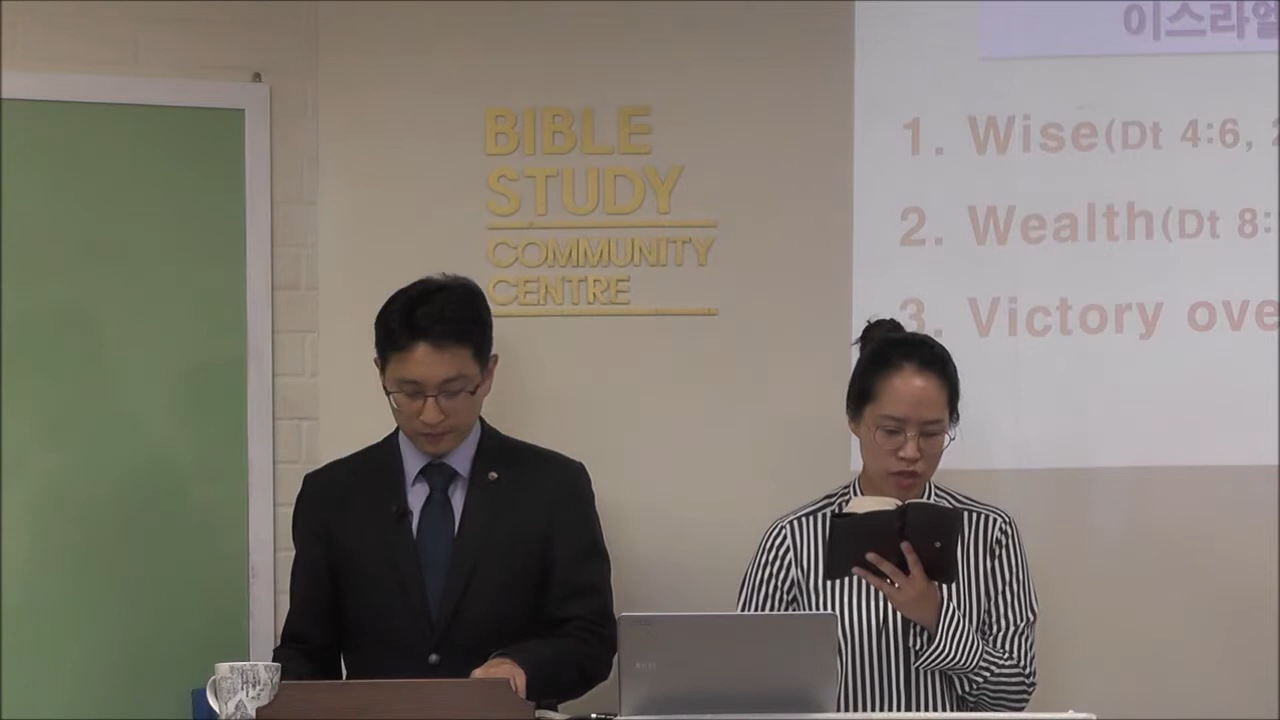 BIBLE
STUDY
COMMUNITY
CENTRE
이스라엘
1. Wise(Dt 4:6,
2. Wealth(Dt 8:
3. Victory ove